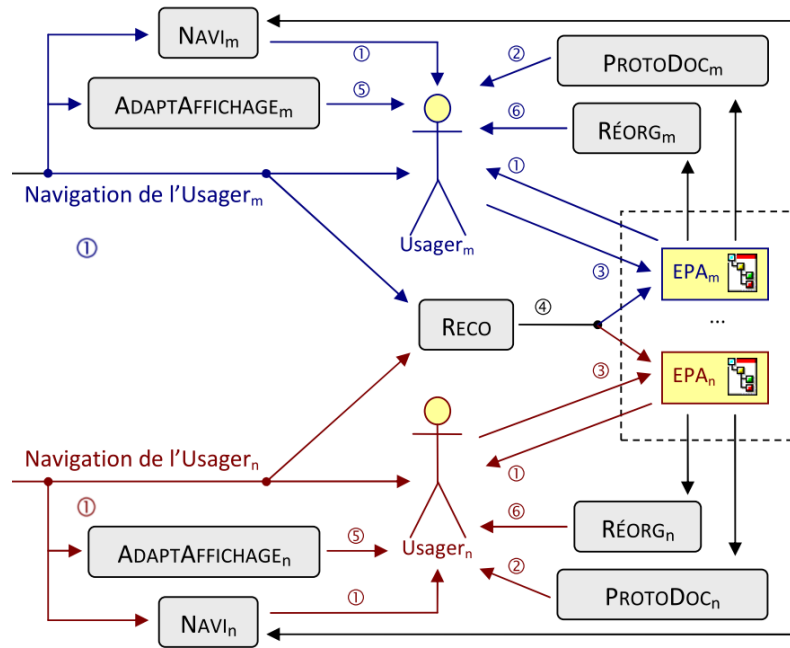 NAVIm
①
②
PROTODOCm
ADAPTAFFICHAGEm
⑤
⑥
RÉORGm
①
Navigation de l'Usagerm
①
Usagerm
③
EPAm
RECO
④
...
③
EPAn
Navigation de l'Usagern
①
①
ADAPTAFFICHAGEn
⑤
Usagern
⑥
RÉORGn
NAVIn
①
②
PROTODOCn